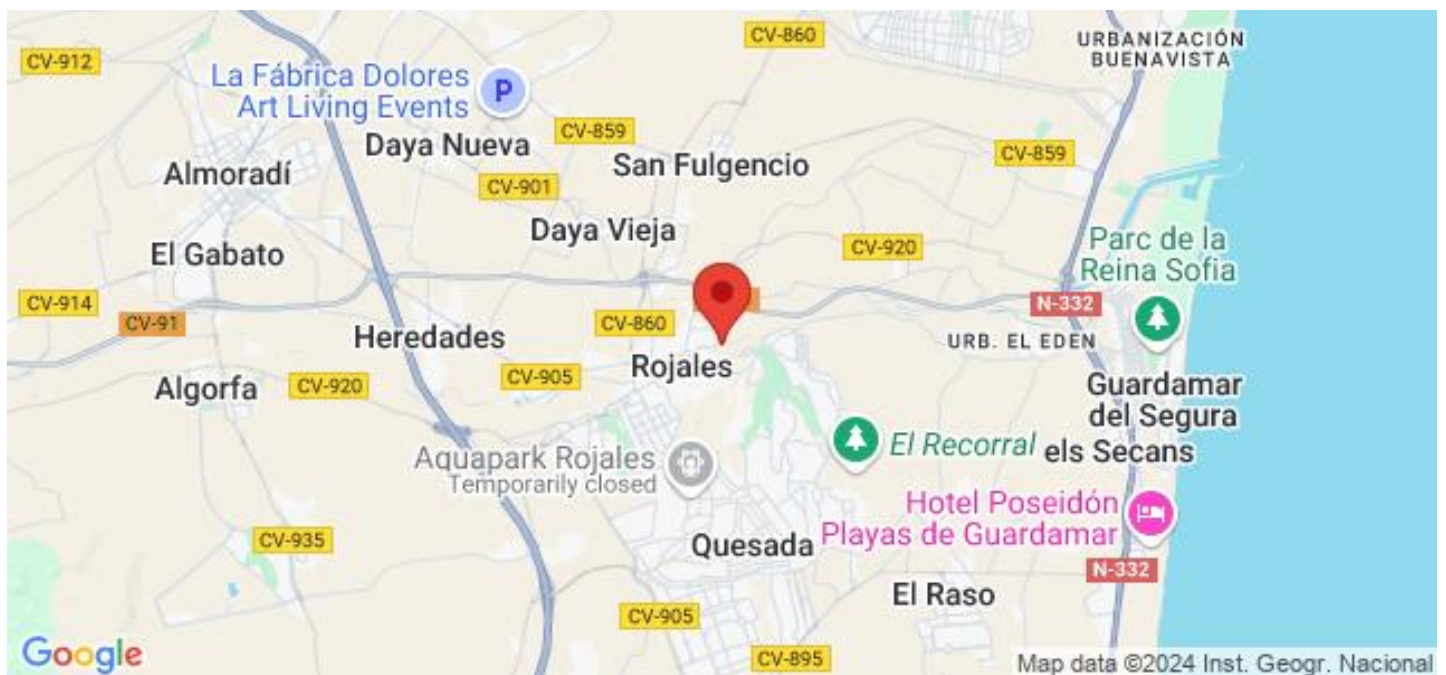 CV-860
URBANIZACIÓN
BUENAVISTA
CV-912
La Fábrica Dolores
Art Living Events
P
CV-859
Daya Nueva
San Fulgencio
CV-859
Almoradí
CV-901
Daya Vieja
Parc de la
Reina Sofia
El Gabato
CV-920
CV-914
CV-91
N-332
CV-860
Heredades
URB. EL EDEN
Rojales
CV-905
Algorfa
CV-920
Guardamar
del Segura
El Recorral
els Secans
Aquapark Rojales
Temporarily closed
Hotel Poseidón
Playas de Guardamar
CV-935
Quesada
N-332
El Raso
CV-905
Google
CV-895
Map data ©2024 Inst. Geogr. Nacional